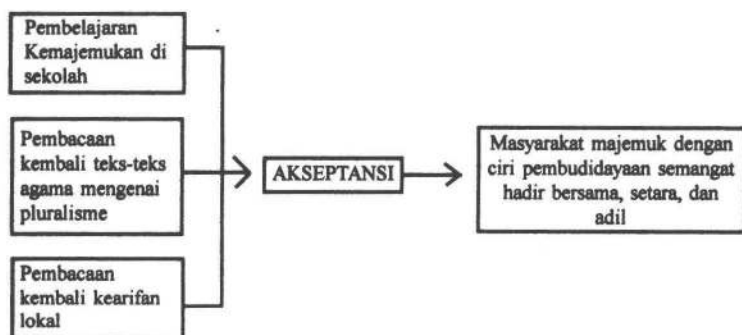 Pembelajaran
Kemajemukan di
sekolah
Pembacaan
kembali teks-teks
agama mengenai
pluralisme
Pembacaan
kembali kearifan
lokal
AKSEPTANSI
Masyarakat majemuk dengan
ciri pembudidayaan semangat
hadir bersama, setara, dan
adil